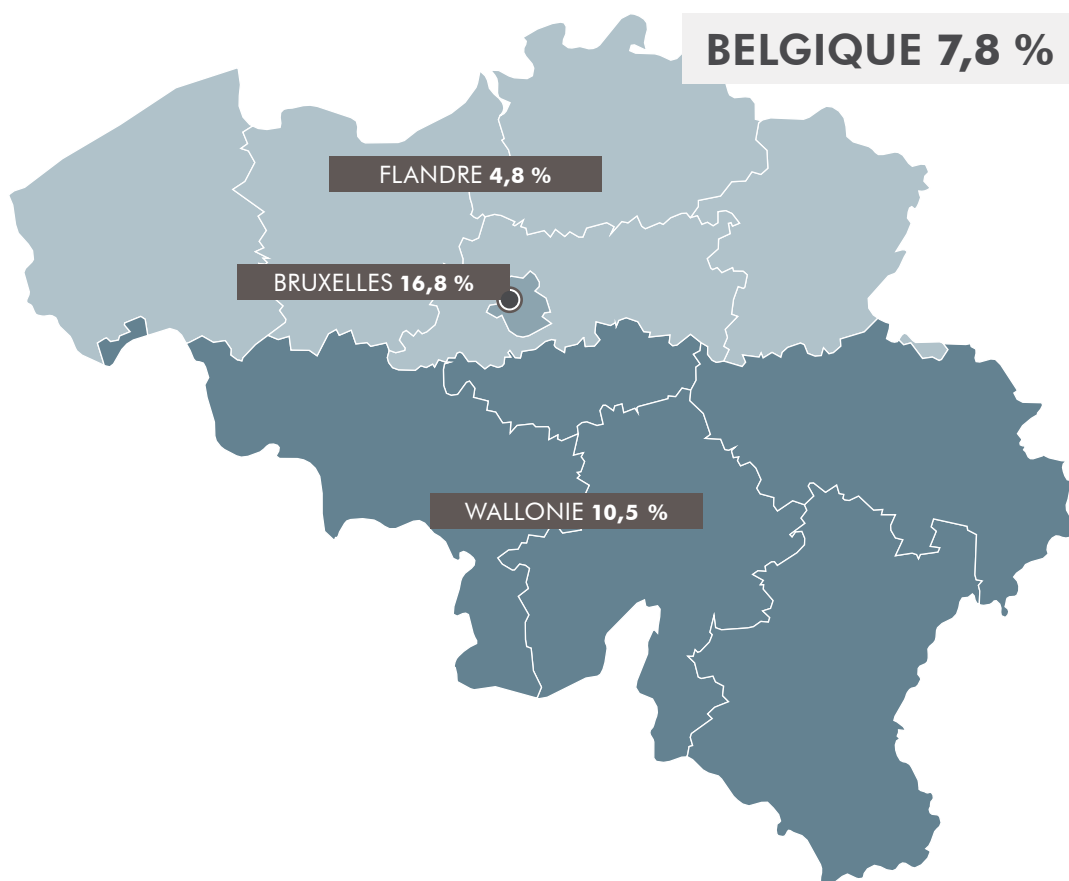 BELGIQUE 7,8 %
FLANDRE 4,8 %
BRUXELLES 16,8 %
WALLONIE 10,5 %